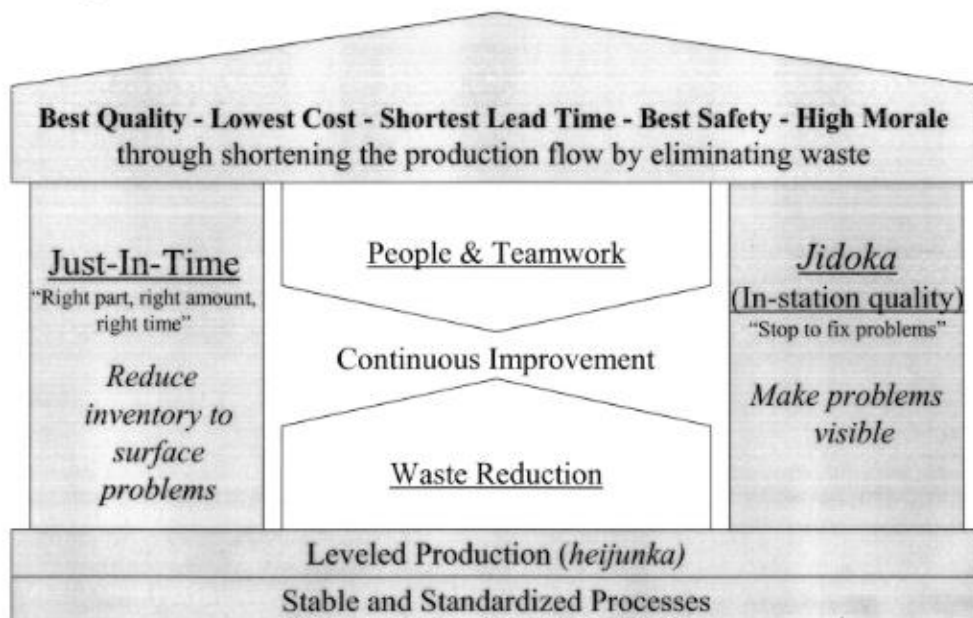 Best Quality - Lowest Cost - Shortest Lead Time - Best Safety - High Morale
through shortening the production flow by eliminating waste
Just-In-Time
“Right part, right amount,
right time”
Reduce
inventory to
surface
problems
People & Teamwork
Continuous Improvement
Waste Reduction
Jidoka
(In-station quality)
“Stop to fix problems”
Make problems
visible
Leveled Production (heijunka)
Stable and Standardized Processes